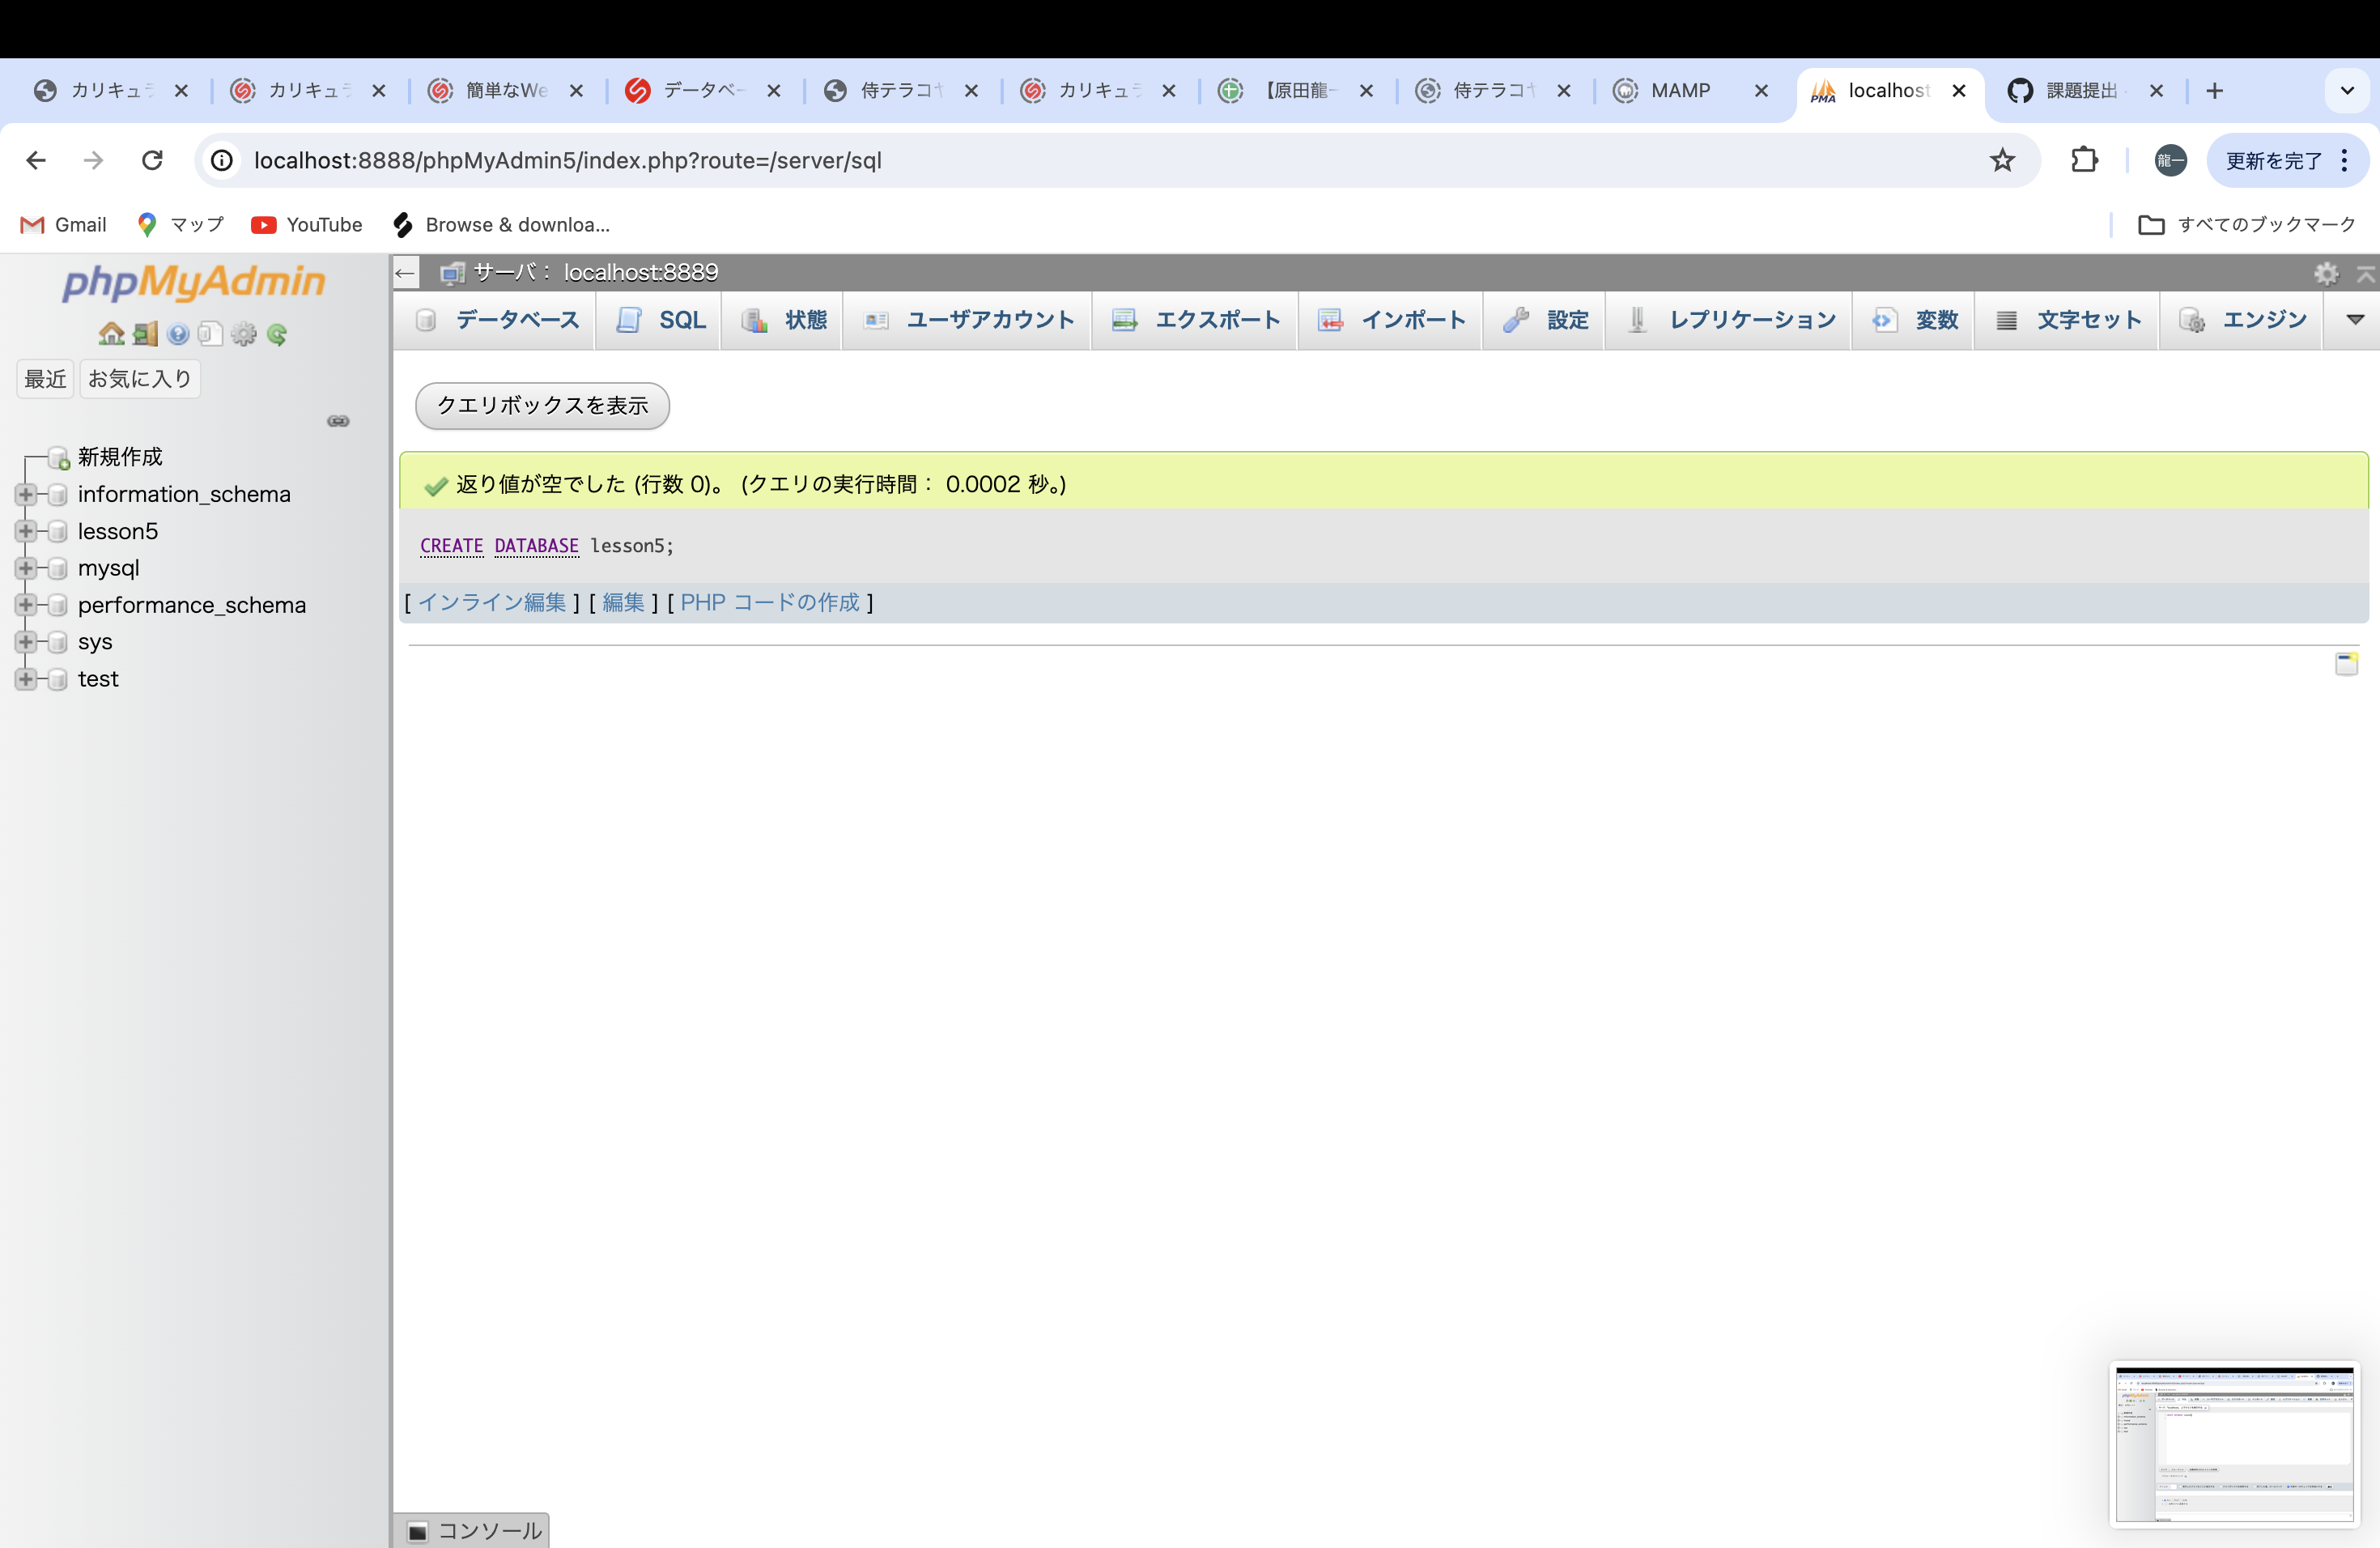 カリキュラ
カリキュラ
簡単なWe
データベー
侍テラコヤ
カリキュラ
【原田龍一
侍テラコヤ
MAMP
localhost
課題提出
localhost:8888/phpMyAdmin5/index.php?route=/server/sql
龍一
更新を完了
Gmail
マップ
YouTube
Browse & downloa...
すべてのブックマーク
phpMyAdmin
最近
お気に入り
新規作成
information_schema
lesson5
mysql
performance_schema
sys
test
サーバ： localhost:8889
データベース
SQL
状態
ユーザアカウント
エクスポート
インポート
設定
レプリケーション
変数
文字セット
エンジン
クエリボックスを表示
返り値が空でした (行数 0)。 (クエリの実行時間： 0.0002 秒。)
CREATE DATABASE lesson5;
[ インライン編集 ] [ 編集 ] [ PHP コードの作成 ]
コンソール